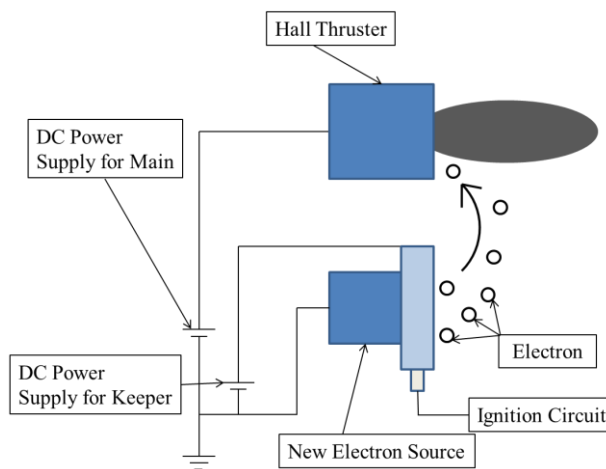 Hall Thruster
DC Power
Supply for Main
DC Power
Supply for Keeper
Electron
Ignition Circuit
New Electron Source